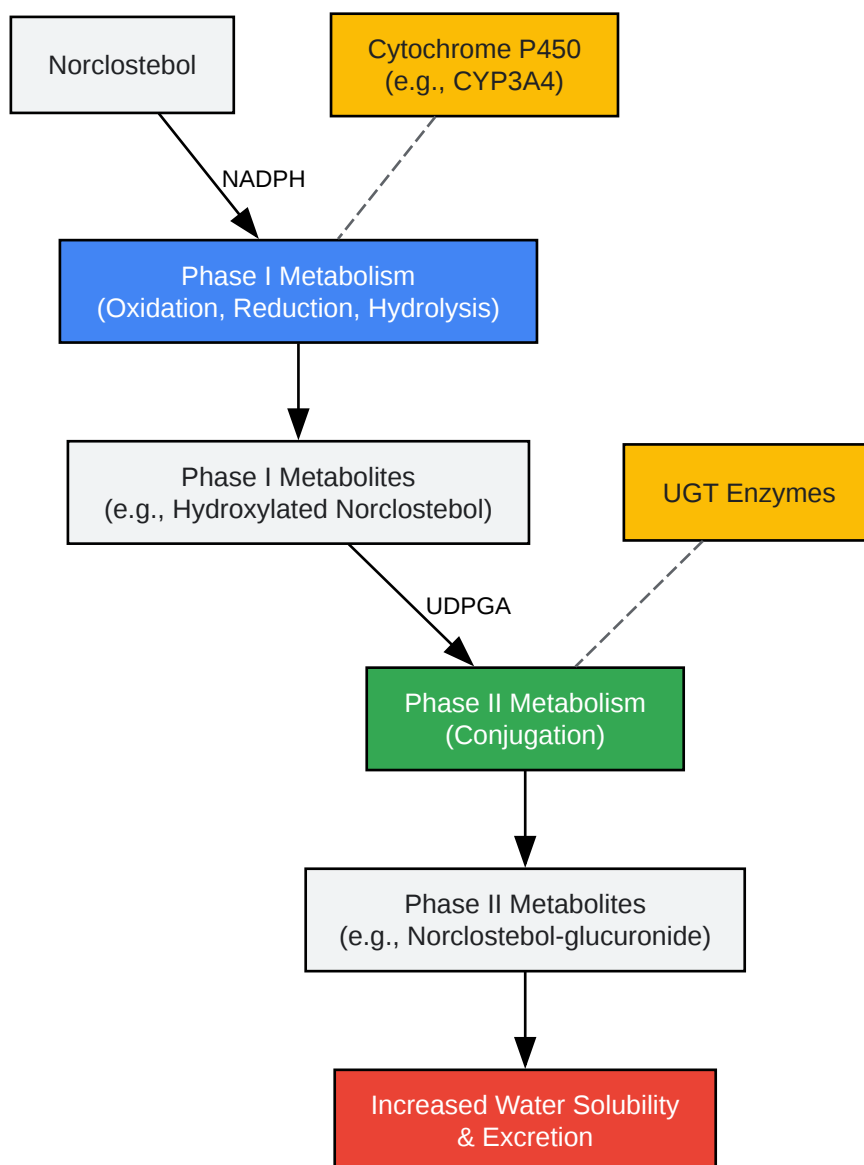 Norclostebol
Cytochrome P450
(e.g., CYP3A4)
NADPH
Phase I Metabolism
(Oxidation, Reduction, Hydrolysis)
Phase I Metabolites
(e.g., Hydroxylated Norclostebol)
UGT Enzymes
UDPGA
Phase II Metabolism
(Conjugation)
Phase II Metabolites
(e.g., Norclostebol-glucuronide)
Increased Water Solubility
& Excretion